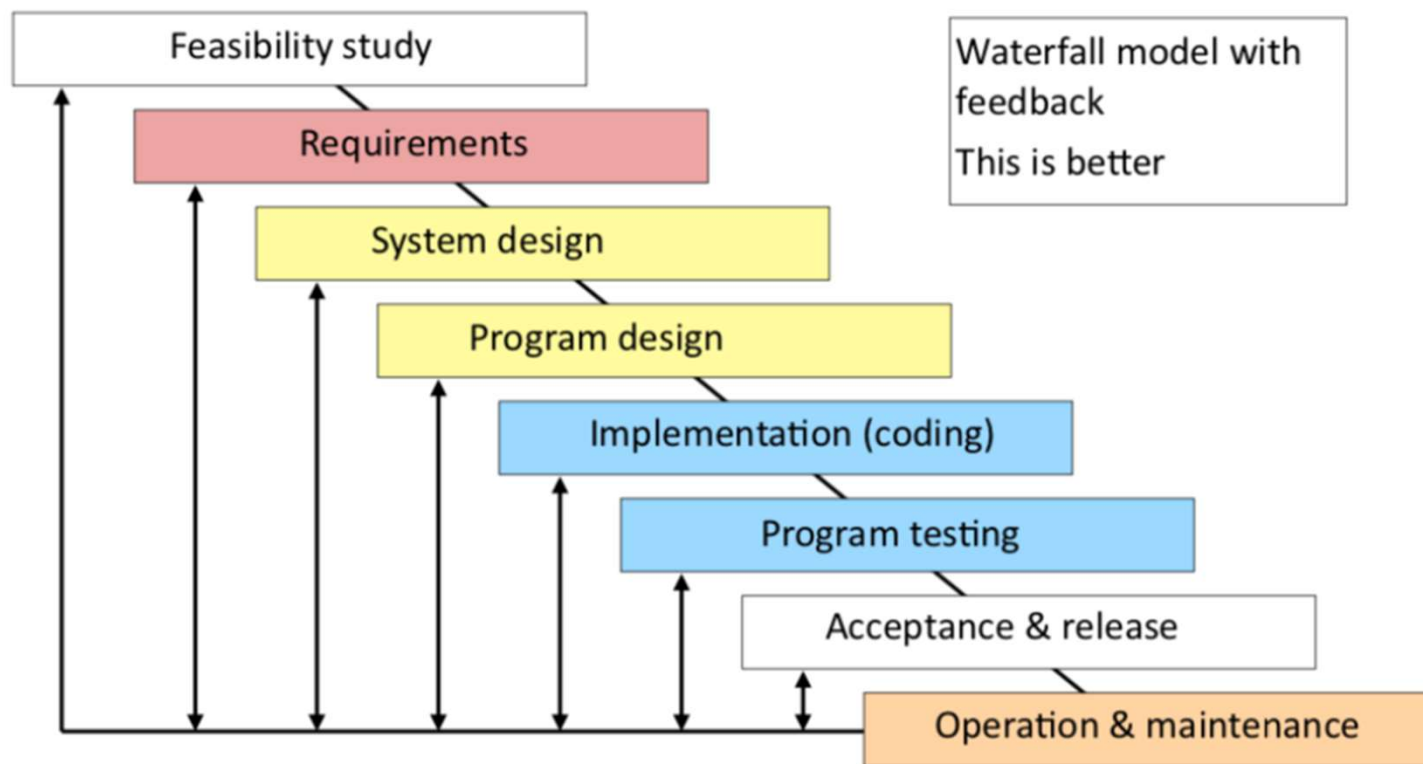 Feasibility study
Waterfall model with
feedback
This is better
Requirements
System design
Program design
Implementation (coding)
Program testing
Acceptance & release
Operation & maintenance